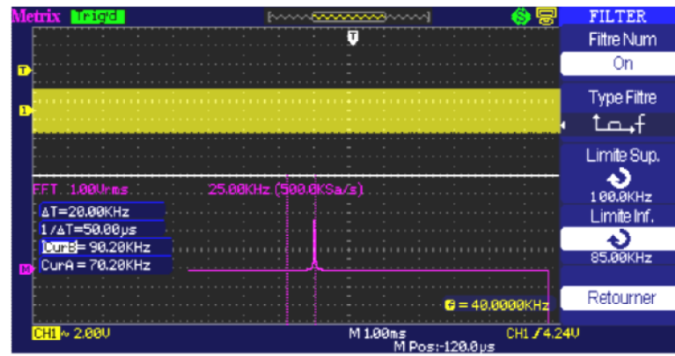 Metrix Trig'd
FILTER
Filtre Num
On
Type Filtre
Limite Sup.
100.0KHz
Limite Inf.
85.00KHz
Retourner
T
T
1
FFT 1.00Vrms 25.00KHz (500.0KSa/s)
ΔT=20.00KHz
1/ΔT=50.00µs
CurB= 90.20KHz
CurA = 70.20KHz
M
f = 40.0000KHz
CH1 2.00V M 1.00ms CH1 4.24V
M Pos:-120.0µs